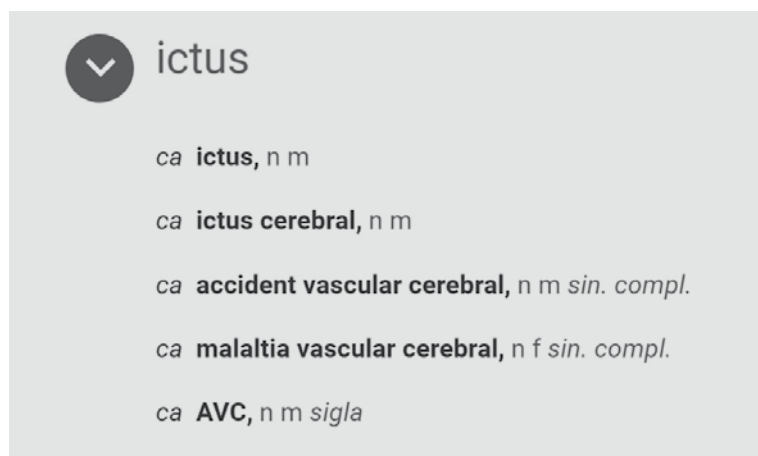 ictus
ca ictus, n m
ca ictus cerebral, n m
ca accident vascular cerebral, n m sin. compl.
ca malaltia vascular cerebral, n f sin. compl.
ca AVC, n m sigla